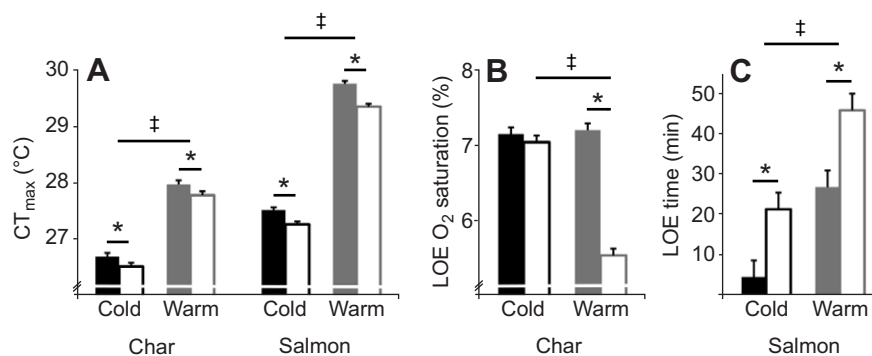 A
CTmax (°C)
30
29
28
27
‡
‡
*
*
*
*
Cold Warm Cold Warm
Char Salmon
B
LOE O2 saturation (%)
8
7
6
‡
*
Cold Warm
Char
C
LOE time (min)
50
40
30
20
10
‡
*
*
Cold Warm
Salmon